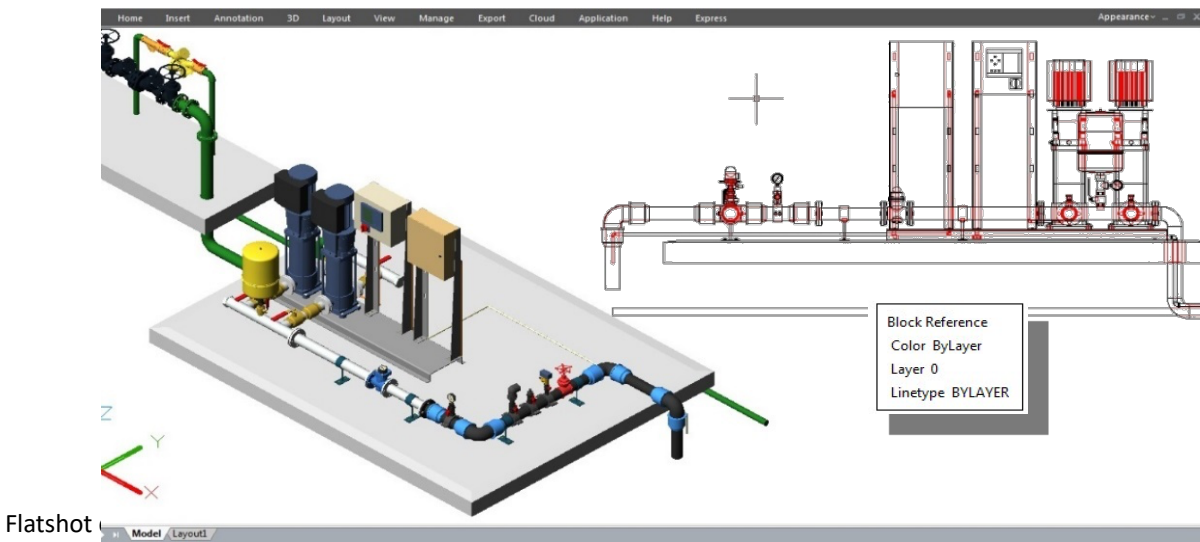 Home Insert Annotation 3D Layout View Manage Export Cloud Application Help Express Appearance
Block Reference
Color ByLayer
Layer 0
Linetype BYLAYER
Z
Y
X
Flatshot
Model Layout1